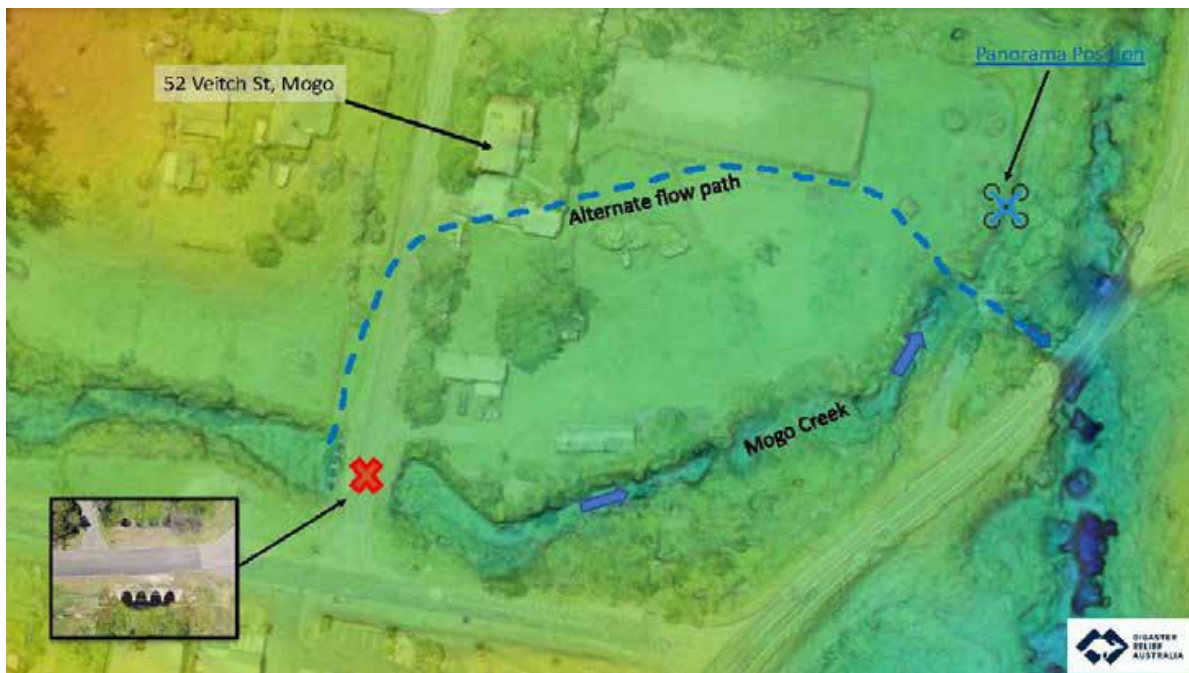 52 Veitch St, Mogo
Panorama Position
Alternate flow path
Mogo Creek
DISASTER
RELIEF
AUSTRALIA